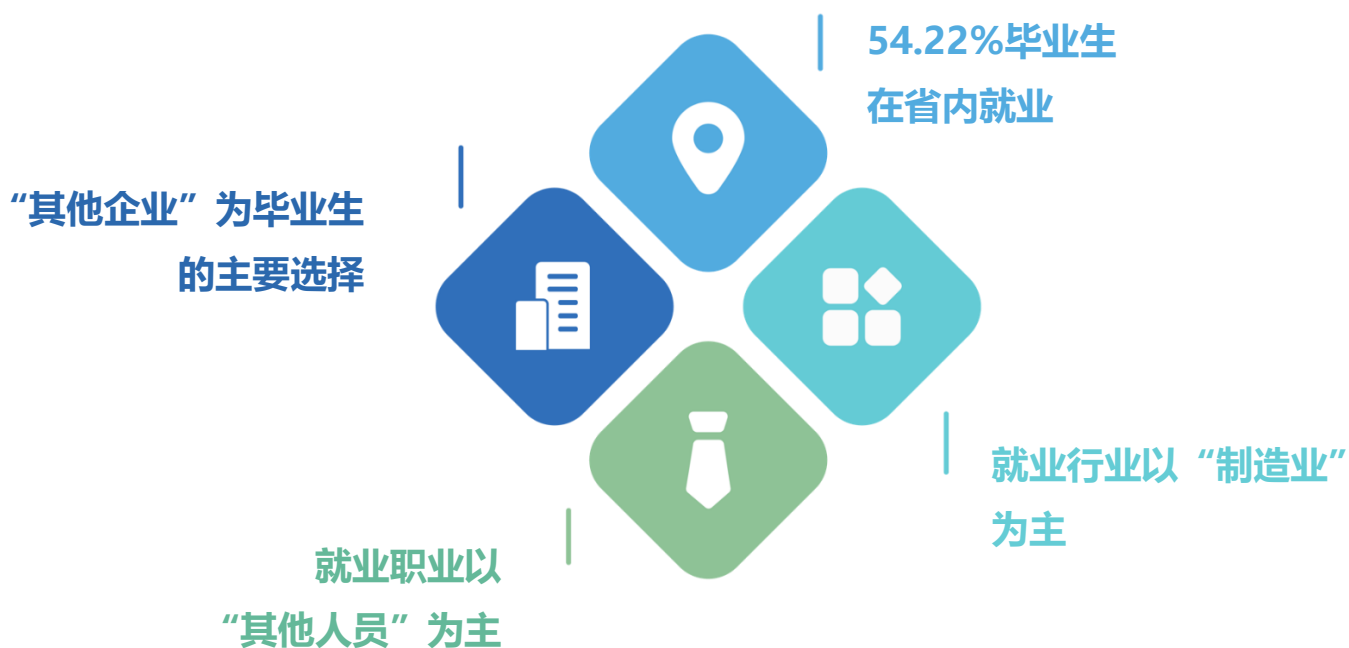 54.22%毕业生
在省内就业
“其他企业”为毕业生
的主要选择
就业行业以“制造业”
为主
就业职业以
“其他人员”为主